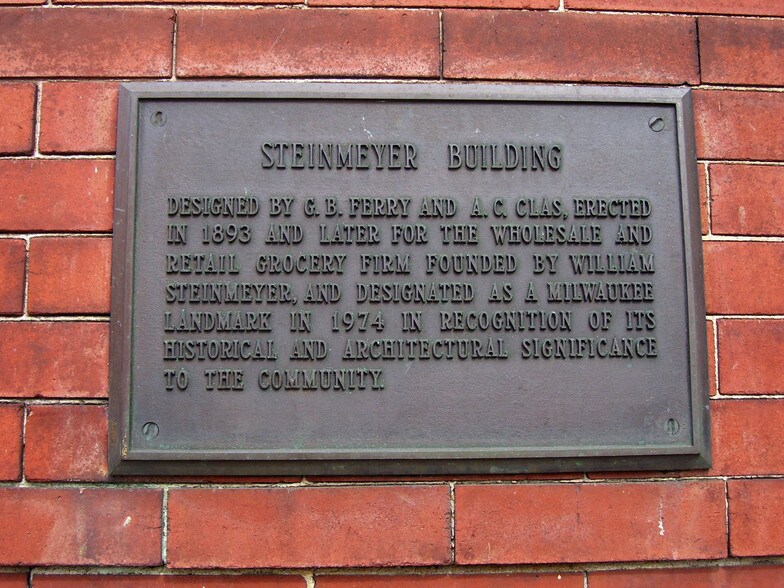 STEINMEYER BUILDING
DESIGNED BY G. B. FERRY AND A. C. CLAS, ERECTED
IN 1893 AND LATER FOR THE WHOLESALE AND
RETAIL GROCERY FIRM FOUNDED BY WILLIAM
STEINMEYER, AND DESIGNATED AS A MILWAUKEE
LANDMARK IN 1974 IN RECOGNITION OF ITS
HISTORICAL AND ARCHITECTURAL SIGNIFICANCE
TO THE COMMUNITY.